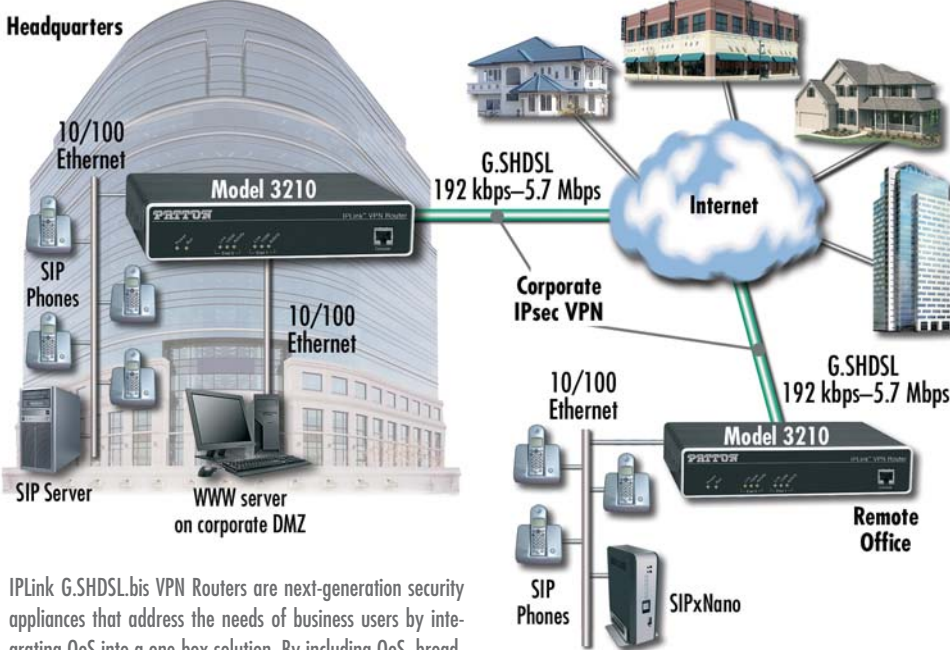 Headquarters
10/100
Ethernet
Model 3210
PATTON
IPLink™ VPN Router
SIP
Phones
10/100
Ethernet
SIP Server
WWW server
on corporate DMZ
G.SHDSL
192 kbps–5.7 Mbps
Internet
Corporate
IPsec VPN
G.SHDSL
192 kbps–5.7 Mbps
10/100
Ethernet
Model 3210
PATTON
IPLink™ VPN Router
Remote
Office
SIP
Phones
SIPxNano
IPLink G.SHDSL.bis VPN Routers are next-generation security
appliances that address the needs of business users by inte-
grating QoS into a one-box solution. By including QoS, broad-